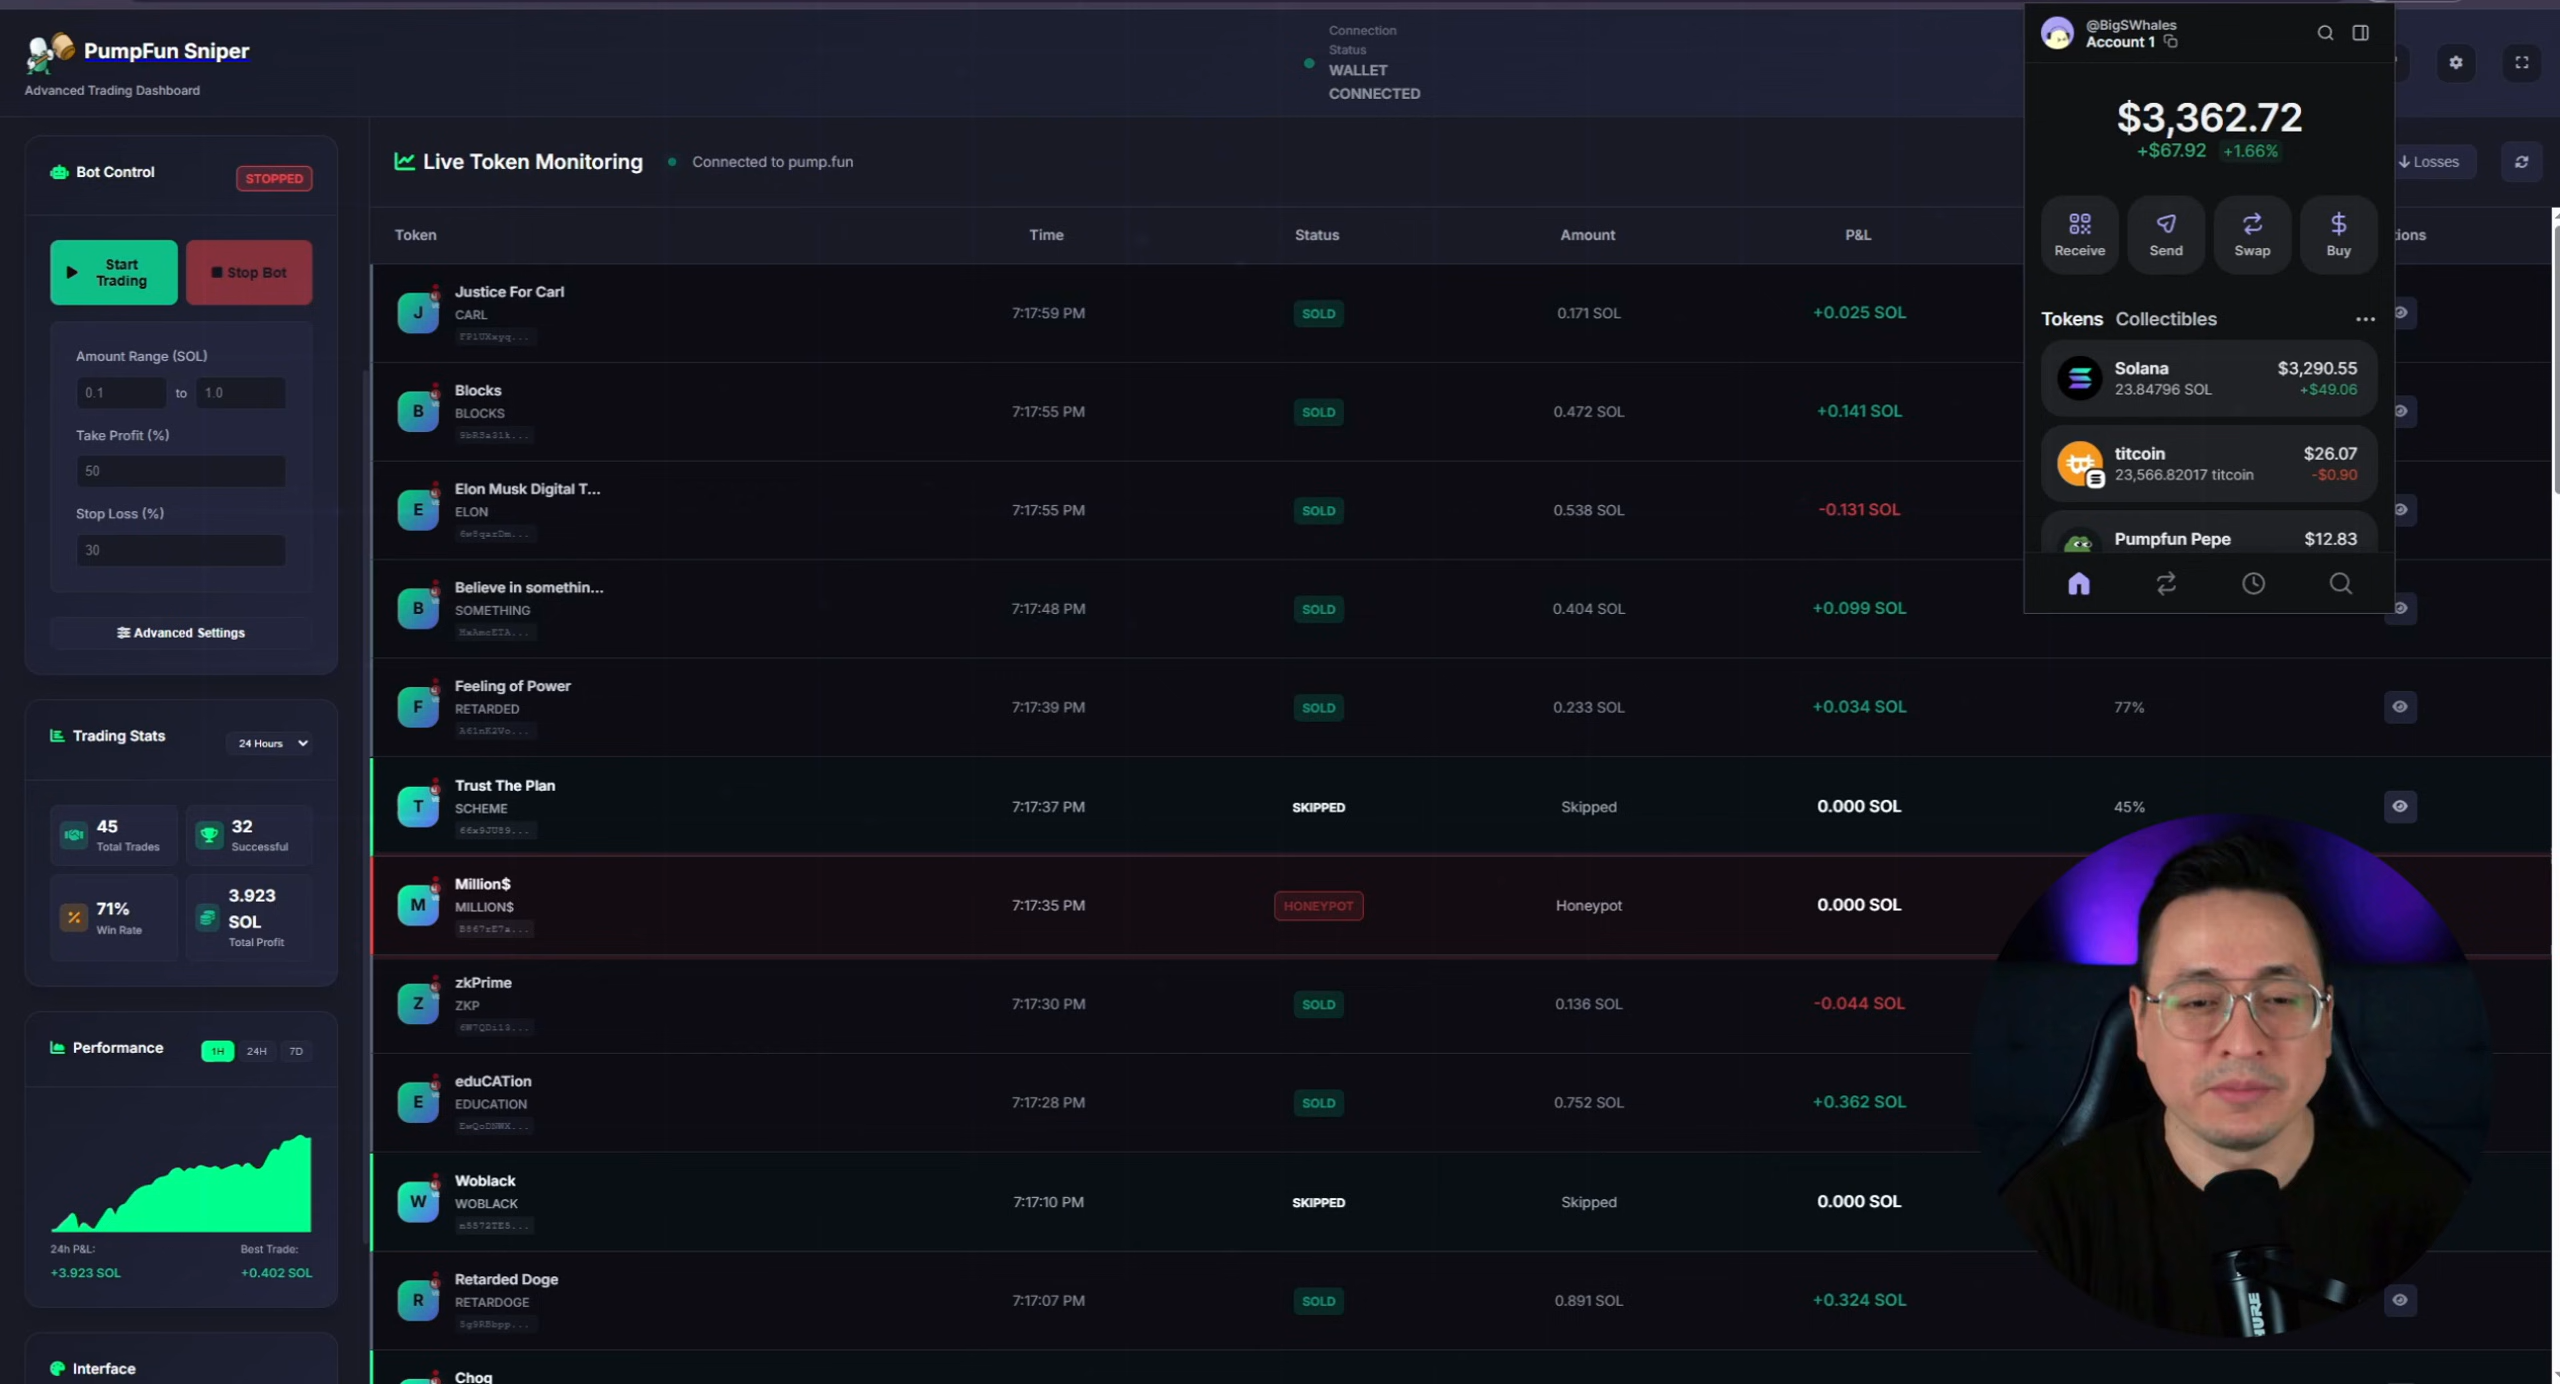 PumpFun Sniper
Advanced Trading Dashboard
Connection
Status
WALLET
CONNECTED
@BigSWhales
Account 1
$3,362.72
+$67.92 +1.66%
Receive
Send
Swap
Buy
Tokens Collectibles
Solana $3,290.55
23.84796 SOL +$49.06
titcoin $26.07
23,566.82017 titcoin -$0.90
Pumpfun Pepe $12.83
Bot Control
STOPPED
Start
Trading
Stop Bot
Amount Range (SOL)
0.1 to 1.0
Take Profit (%)
50
Stop Loss (%)
30
Advanced Settings
Trading Stats
24 Hours
45
Total Trades
32
Successful
71%
Win Rate
3.923
SOL
Total Profit
Performance
1H 24H 7D
24h P&L:
+3.923 SOL
Best Trade:
+0.402 SOL
Interface
Live Token Monitoring
Connected to pump.fun
Losses
Token Time Status Amount P&L
Justice For Carl
CARL
7:17:59 PM SOLD 0.171 SOL +0.025 SOL
Blocks
BLOCKS
7:17:55 PM SOLD 0.472 SOL +0.141 SOL
Elon Musk Digital T...
ELON
7:17:55 PM SOLD 0.538 SOL -0.131 SOL
Believe in somethin...
SOMETHING
7:17:48 PM SOLD 0.404 SOL +0.099 SOL
Feeling of Power
RETARDED
7:17:39 PM SOLD 0.233 SOL +0.034 SOL 77%
Trust The Plan
SCHEME
7:17:37 PM SKIPPED Skipped 0.000 SOL 45%
Million$
MILLION$
7:17:35 PM HONEYPOT Honeypot 0.000 SOL
zkPrime
ZKP
7:17:30 PM SOLD 0.136 SOL -0.044 SOL
eduCATion
EDUCATION
7:17:28 PM SOLD 0.752 SOL +0.362 SOL
Woblack
WOBLACK
7:17:10 PM SKIPPED Skipped 0.000 SOL
Retarded Doge
RETARDOGE
7:17:07 PM SOLD 0.891 SOL +0.324 SOL